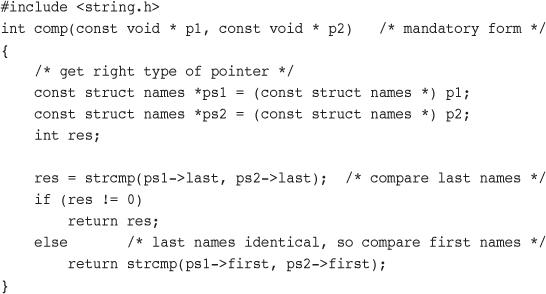 #include <string.h>
int comp(const void * p1, const void * p2)   /* mandatory form */
{
    /* get right type of pointer */
    const struct names *ps1 = (const struct names *) p1;
    const struct names *ps2 = (const struct names *) p2;
    int res;

    res = strcmp(ps1->last, ps2->last);  /* compare last names */
    if (res != 0)
        return res;
    else      /* last names identical, so compare first names */
        return strcmp(ps1->first, ps2->first);
}